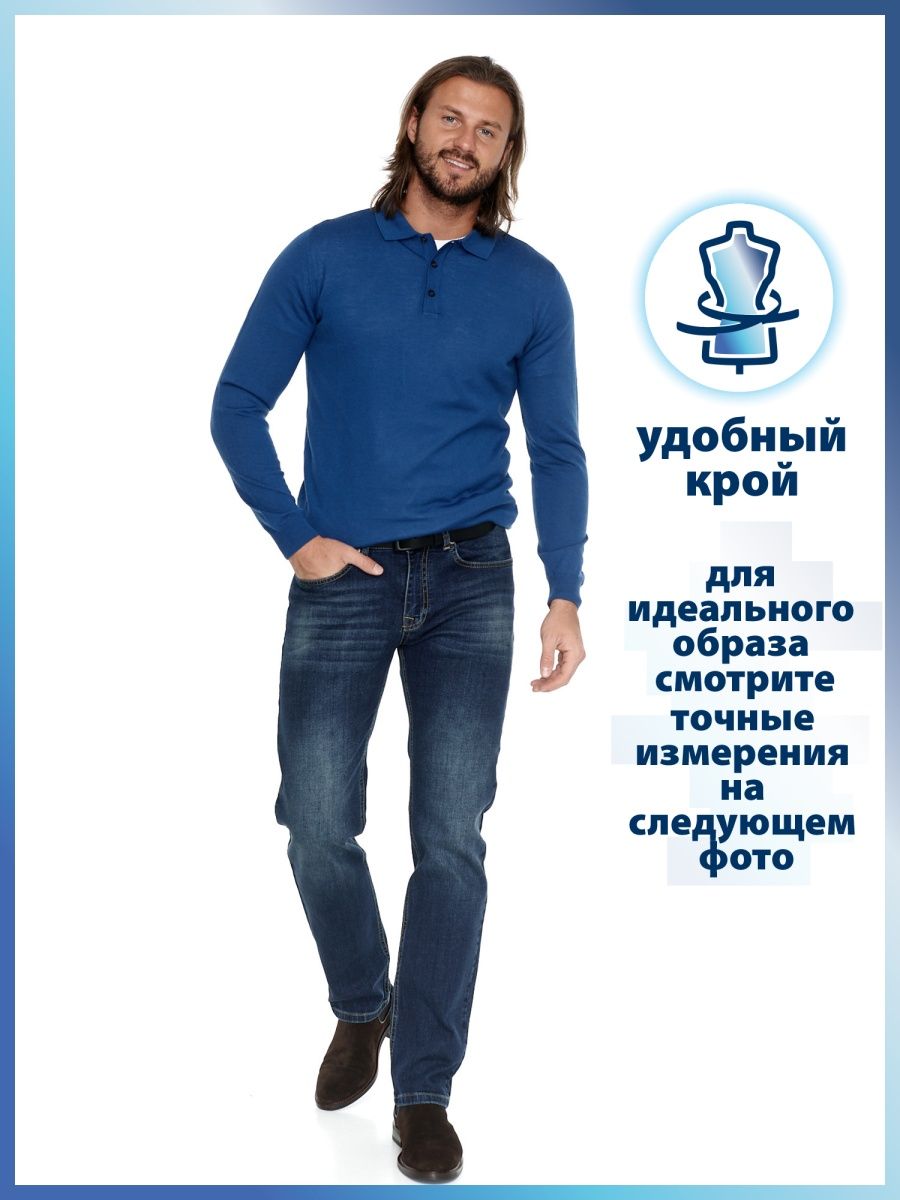 удобный
крой
для
идеального
образа
смотрите
точные
измерения
на
следующем
фото